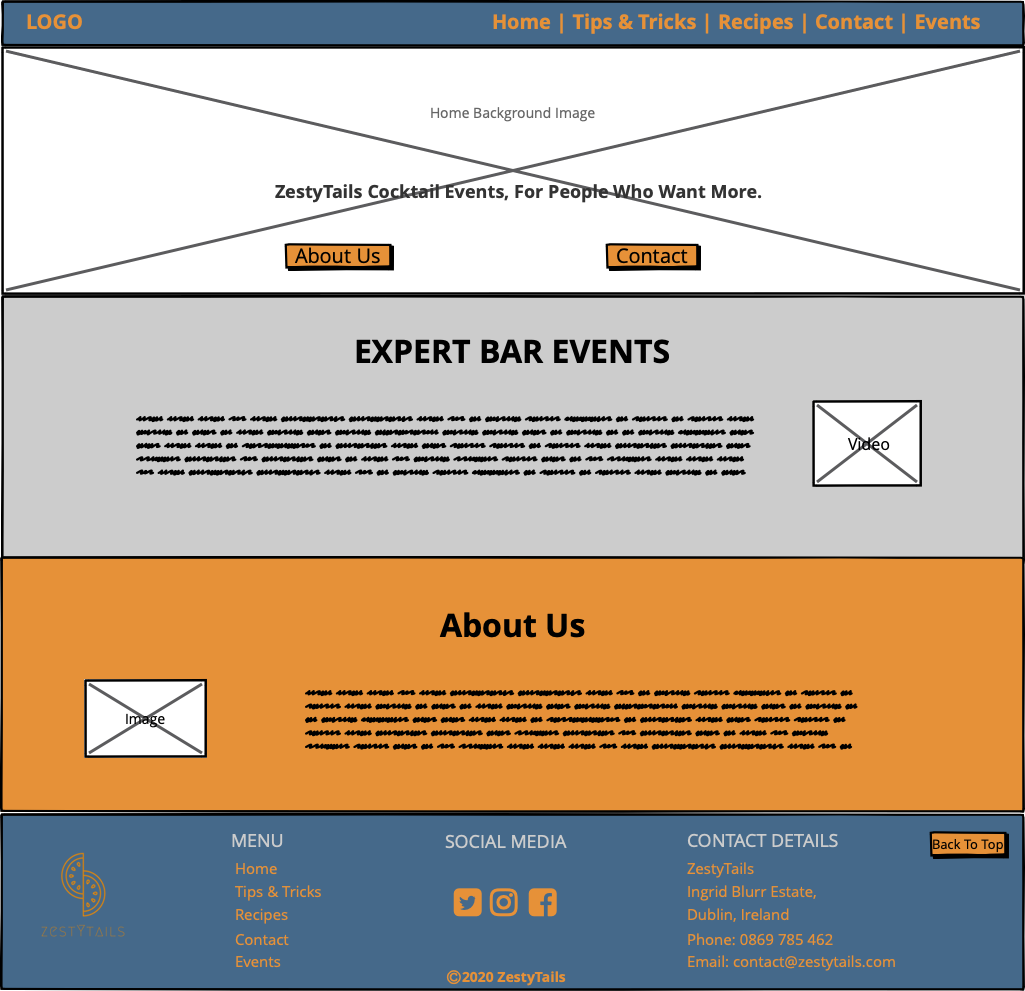 LOGO
Home | Tips & Tricks | Recipes | Contact | Events
Home Background Image
ZestyTails Cocktail Events, For People Who Want More.
About Us
Contact
EXPERT BAR EVENTS
Video
About Us
Image
ZESTYTAILS
MENU
Home
Tips & Tricks
Recipes
Contact
Events
SOCIAL MEDIA
©2020 ZestyTails
CONTACT DETAILS
ZestyTails
Ingrid Blurr Estate,
Dublin, Ireland
Phone: 0869 785 462
Email: contact@zestytails.com
Back To Top